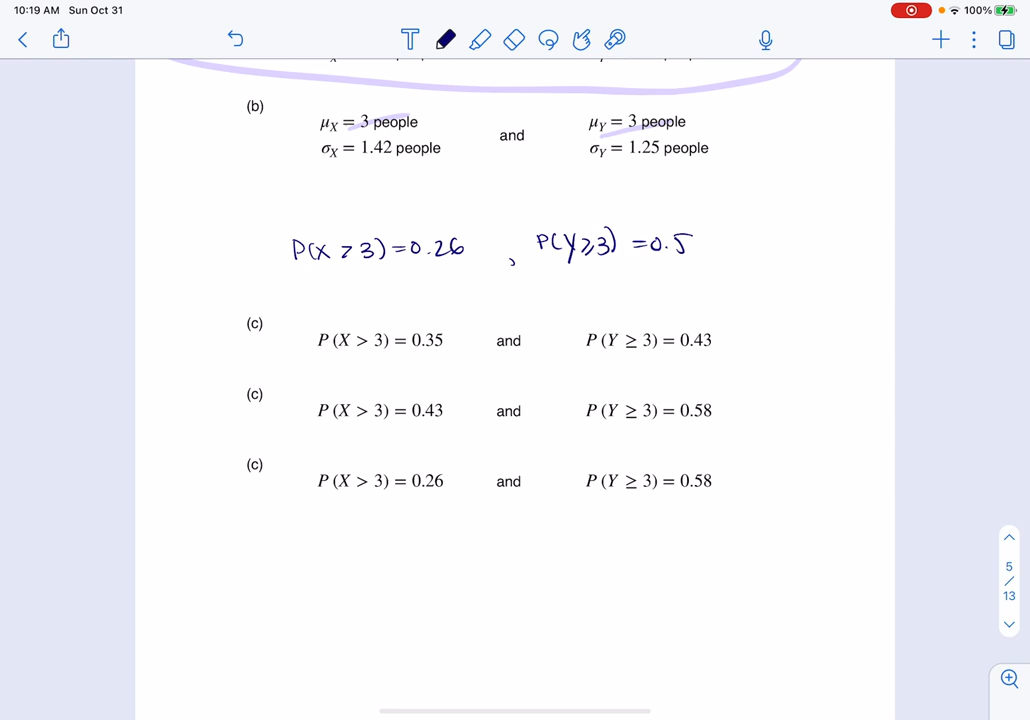 10:19 AM Sun Oct 31
100%
T
(b)
μX = 3 people and μY = 3 people
σX = 1.42 people σY = 1.25 people
P(X ≥ 3) = 0.26 , P(Y ≥ 3) = 0.5
(c)
P (X > 3) = 0.35 and P (Y ≥ 3) = 0.43
(c)
P (X > 3) = 0.43 and P (Y ≥ 3) = 0.58
(c)
P (X > 3) = 0.26 and P (Y ≥ 3) = 0.58
5
/
13